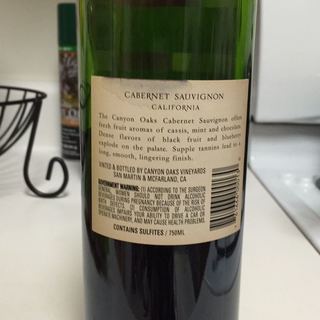 CABERNET SAUVIGNON
CALIFORNIA
The Canyon Oaks Cabernet Sauvignon offers
fresh fruit aromas of cassis, mint and chocolate.
Dense flavors of black fruit and blueberry
explode on the palate. Supple tannins lead to a
long, smooth, lingering finish.
VINTED & BOTTLED BY CANYON OAKS VINEYARDS
SAN MARTIN & MCFARLAND, CA
GOVERNMENT WARNING: (1) ACCORDING TO THE SURGEON
GENERAL, WOMEN SHOULD NOT DRINK ALCOHOLIC
BEVERAGES DURING PREGNANCY BECAUSE OF THE RISK OF
BIRTH DEFECTS. (2) CONSUMPTION OF ALCOHOLIC
BEVERAGES IMPAIRS YOUR ABILITY TO DRIVE A CAR OR
OPERATE MACHINERY, AND MAY CAUSE HEALTH PROBLEMS.
CONTAINS SULFITES / 750ML